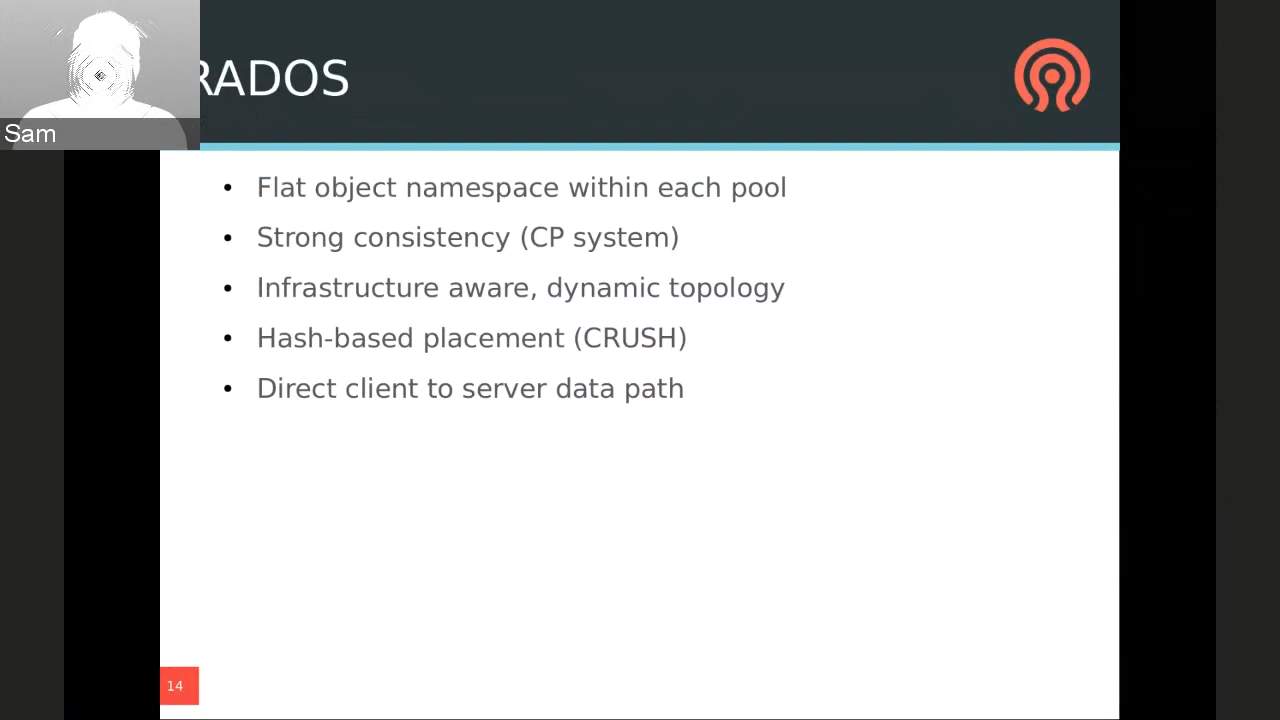 RADOS
Sam
Flat object namespace within each pool
Strong consistency (CP system)
Infrastructure aware, dynamic topology
Hash-based placement (CRUSH)
Direct client to server data path
14